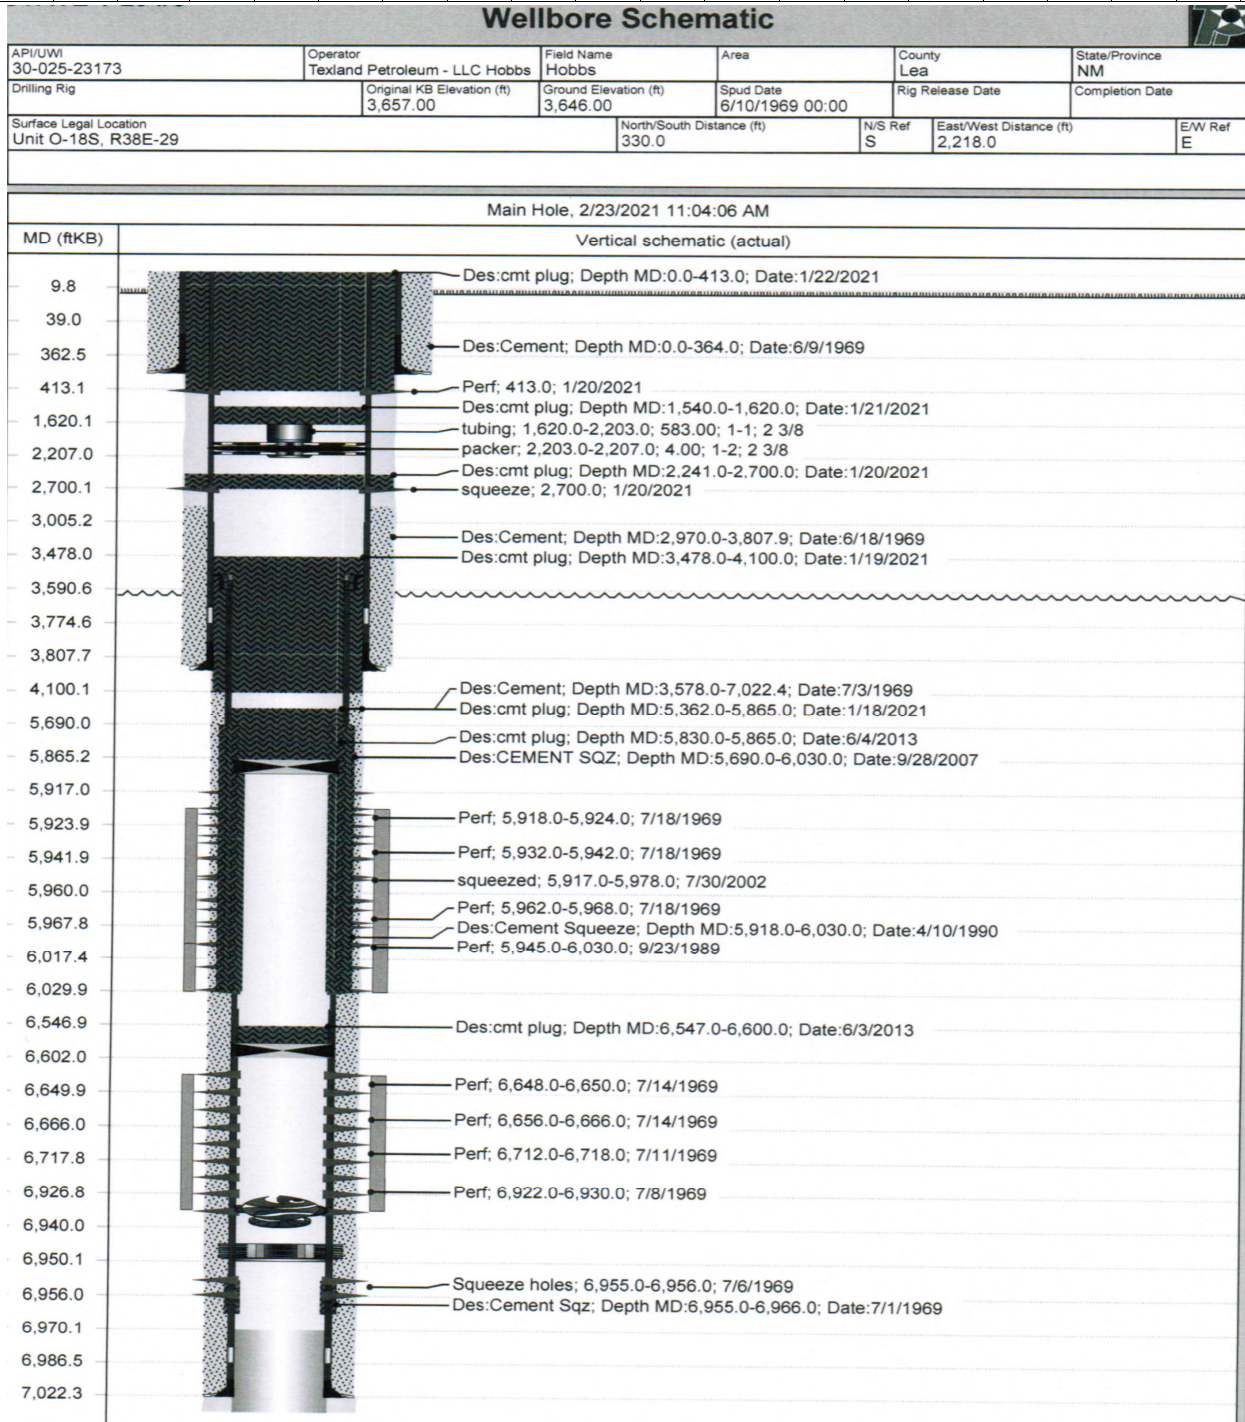 Wellbore Schematic
API/UWI
30-025-23173
Operator
Texland Petroleum - LLC Hobbs
Field Name
Hobbs
Area
County
Lea
State/Province
NM
Drilling Rig
Original KB Elevation (ft)
3,657.00
Ground Elevation (ft)
3,646.00
Spud Date
6/10/1969 00:00
Rig Release Date
Completion Date
Surface Legal Location
Unit O-18S, R38E-29
North/South Distance (ft)
330.0
N/S Ref
S
East/West Distance (ft)
2,218.0
E/W Ref
E
Main Hole, 2/23/2021 11:04:06 AM
MD (ftKB)
Vertical schematic (actual)
Des:cmt plug; Depth MD:0.0-413.0; Date:1/22/2021
9.8
39.0
Des:Cement; Depth MD:0.0-364.0; Date:6/9/1969
362.5
413.1
Perf; 413.0; 1/20/2021
Des:cmt plug; Depth MD:1,540.0-1,620.0; Date:1/21/2021
1,620.1
tubing; 1,620.0-2,203.0; 583.00; 1-1; 2 3/8
packer; 2,203.0-2,207.0; 4.00; 1-2; 2 3/8
2,207.0
Des:cmt plug; Depth MD:2,241.0-2,700.0; Date:1/20/2021
2,700.1
squeeze; 2,700.0; 1/20/2021
3,005.2
Des:Cement; Depth MD:2,970.0-3,807.9; Date:6/18/1969
3,478.0
Des:cmt plug; Depth MD:3,478.0-4,100.0; Date:1/19/2021
3,590.6
3,774.6
3,807.7
4,100.1
Des:Cement; Depth MD:3,578.0-7,022.4; Date:7/3/1969
Des:cmt plug; Depth MD:5,362.0-5,865.0; Date:1/18/2021
5,690.0
Des:cmt plug; Depth MD:5,830.0-5,865.0; Date:6/4/2013
5,865.2
Des:CEMENT SQZ; Depth MD:5,690.0-6,030.0; Date:9/28/2007
5,917.0
Perf; 5,918.0-5,924.0; 7/18/1969
5,923.9
Perf; 5,932.0-5,942.0; 7/18/1969
5,941.9
squeezed; 5,917.0-5,978.0; 7/30/2002
5,960.0
Perf; 5,962.0-5,968.0; 7/18/1969
5,967.8
Des:Cement Squeeze; Depth MD:5,918.0-6,030.0; Date:4/10/1990
Perf; 5,945.0-6,030.0; 9/23/1989
6,017.4
6,029.9
6,546.9
Des:cmt plug; Depth MD:6,547.0-6,600.0; Date:6/3/2013
6,602.0
Perf; 6,648.0-6,650.0; 7/14/1969
6,649.9
Perf; 6,656.0-6,666.0; 7/14/1969
6,666.0
Perf; 6,712.0-6,718.0; 7/11/1969
6,717.8
6,926.8
Perf; 6,922.0-6,930.0; 7/8/1969
6,940.0
6,950.1
Squeeze holes; 6,955.0-6,956.0; 7/6/1969
6,956.0
Des:Cement Sqz; Depth MD:6,955.0-6,966.0; Date:7/1/1969
6,970.1
6,986.5
7,022.3